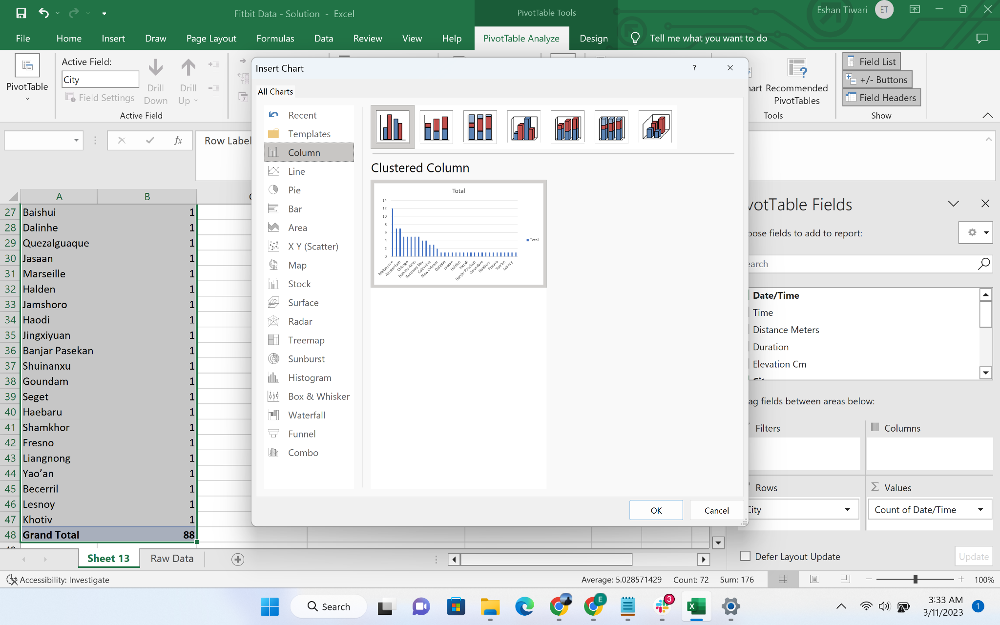 Fitbit Data - Solution - Excel
PivotTable Tools
Eshan Tiwari
ET
File
Home
Insert
Draw
Page Layout
Formulas
Data
Review
View
Help
PivotTable Analyze
Design
Tell me what you want to do
PivotTable
Active Field:
City
Field Settings
Drill
Down
Drill
Up
Active Field
7
Insert Chart
?
All Charts
Recommended
PivotTables
Tools
Field List
+/- Buttons
Field Headers
Show
fx
Row Label
Recent
Templates
Column
Line
Pie
Bar
Area
X Y (Scatter)
Map
Stock
Surface
Radar
Treemap
Sunburst
Histogram
Box & Whisker
Waterfall
Funnel
Combo
Clustered Column
Total
14
12
10
8
6
4
2
0
Melbourne
Amsterdam
Chicago
Buenos Aires
Runaway Bay
Colombia
New Orleans
Dalinhe
Jasaan
Halden
Haodi
Banjar Pasekan
Goundam
Haebaru
Fresno
Yao'an
Lesnoy
Total
OK
Cancel
A
B
27 Baishui 1
28 Dalinhe 1
29 Quezalguaque 1
30 Jasaan 1
31 Marseille 1
32 Halden 1
33 Jamshoro 1
34 Haodi 1
35 Jingxiyuan 1
36 Banjar Pasekan 1
37 Shuinanxu 1
38 Goundam 1
39 Seget 1
40 Haebaru 1
41 Shamkhor 1
42 Fresno 1
43 Liangnong 1
44 Yao’an 1
45 Becerril 1
46 Lesnoy 1
47 Khotiv 1
48 Grand Total 88
Fields
fields to add to report:
Date/Time
Time
Distance Meters
Duration
Elevation Cm
fields between areas below:
Filters
Columns
Rows
Σ Values
Count of Date/Time
Defer Layout Update
Update
Sheet 13
Raw Data
Accessibility: Investigate
Average: 5.028571429
Count: 72
Sum: 176
100%
Search
E
3
3:33 AM
3/11/2023
1